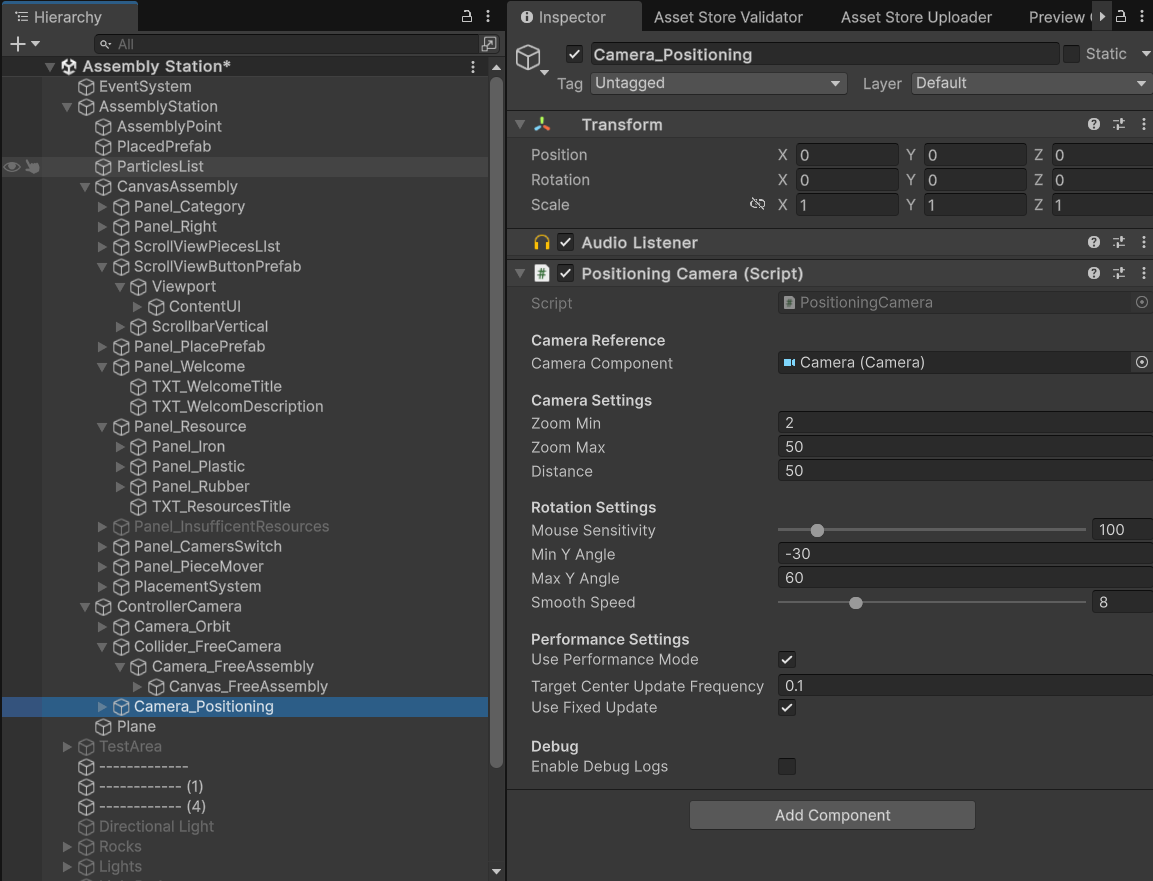 Hierarchy
All
Assembly Station*
EventSystem
AssemblyStation
AssemblyPoint
PlacedPrefab
ParticlesList
CanvasAssembly
Panel_Category
Panel_Right
ScrollViewPiecesLIst
ScrollViewButtonPrefab
Viewport
ContentUI
ScrollbarVertical
Panel_PlacePrefab
Panel_Welcome
TXT_WelcomeTitle
TXT_WelcomDescription
Panel_Resource
Panel_Iron
Panel_Plastic
Panel_Rubber
TXT_ResourcesTitle
Panel_InsufficentResources
Panel_CamersSwitch
Panel_PieceMover
PlacementSystem
ControllerCamera
Camera_Orbit
Collider_FreeCamera
Camera_FreeAssembly
Canvas_FreeAssembly
Camera_Positioning
Plane
TestArea
-------------
------------ (1)
------------ (4)
Directional Light
Rocks
Lights
Inspector Asset Store Validator Asset Store Uploader Preview
Camera_Positioning Static
Tag Untagged Layer Default
Transform
Position X 0 Y 0 Z 0
Rotation X 0 Y 0 Z 0
Scale X 1 Y 1 Z 1
Audio Listener
# Positioning Camera (Script)
Script # PositioningCamera
Camera Reference
Camera Component Camera (Camera)
Camera Settings
Zoom Min 2
Zoom Max 50
Distance 50
Rotation Settings
Mouse Sensitivity 100
Min Y Angle -30
Max Y Angle 60
Smooth Speed 8
Performance Settings
Use Performance Mode
Target Center Update Frequency 0.1
Use Fixed Update
Debug
Enable Debug Logs
Add Component